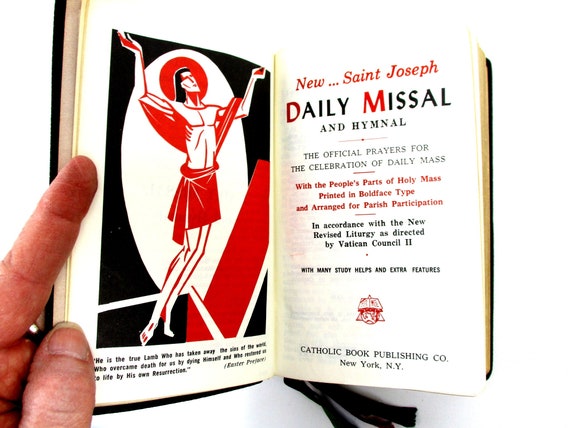 "He is the true Lamb Who has taken away the sins of the world,
Who overcame death for us by dying Himself and Who restored us
to life by His own Resurrection."
(Easter Preface)
New ... Saint Joseph
DAILY MISSAL
AND HYMNAL
THE OFFICIAL PRAYERS FOR
THE CELEBRATION OF DAILY MASS
With the People's Parts of Holy Mass
Printed in Boldface Type
and Arranged for Parish Participation
In accordance with the New
Revised Liturgy as directed
by Vatican Council II
WITH MANY STUDY HELPS AND EXTRA FEATURES
CATHOLIC BOOK PUBLISHING CO.
New York, N.Y.